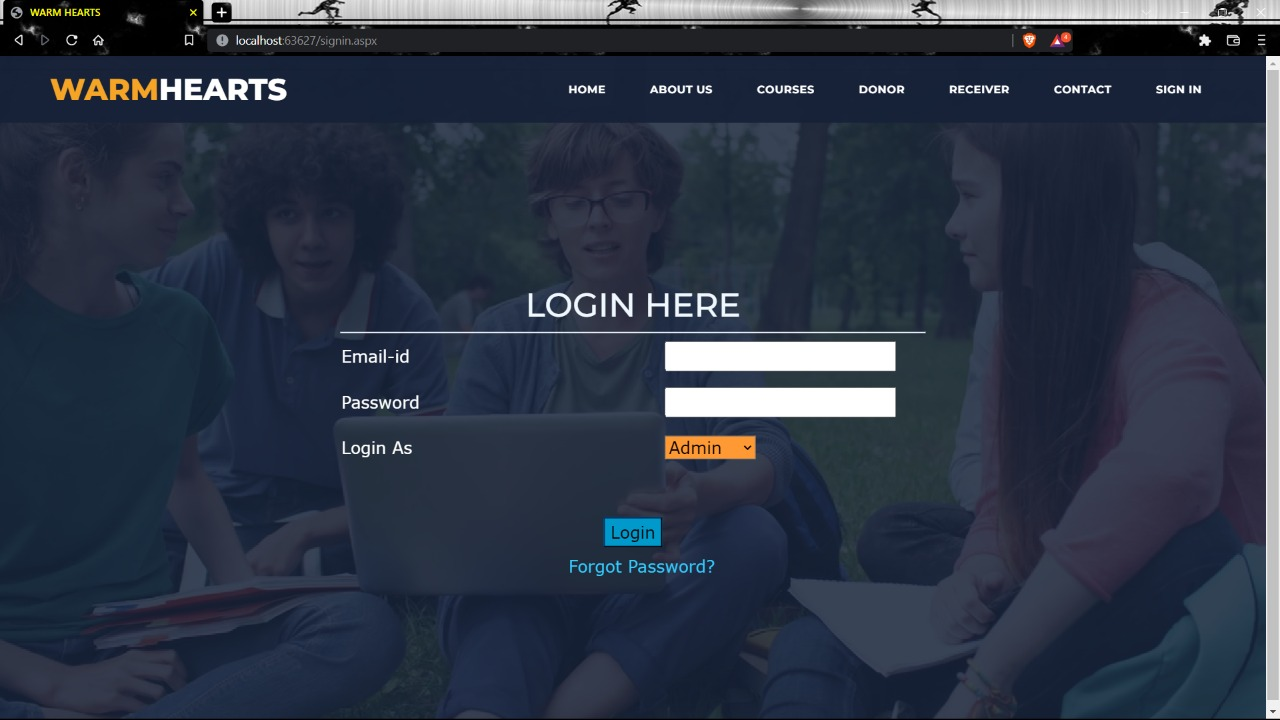 WARM HEARTS
localhost:63627/signin.aspx
4
WARMHEARTS
HOME ABOUT US COURSES DONOR RECEIVER CONTACT SIGN IN
LOGIN HERE
Email-id
Password
Login As Admin
Login
Forgot Password?